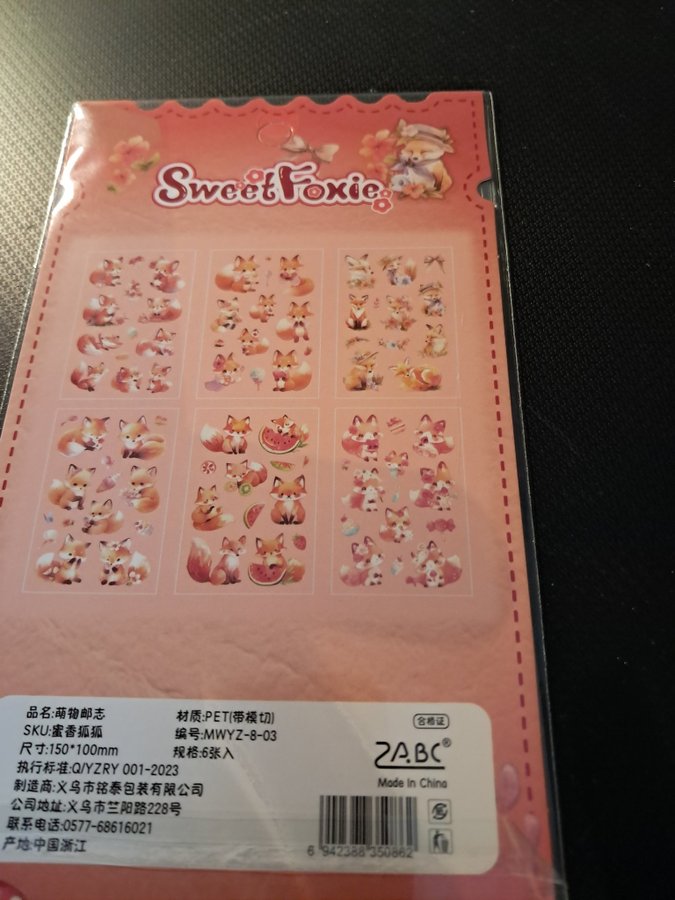 Sweet Foxie
品名:萌物邮志
SKU:蜜香狐狐
尺寸:150*100mm
执行标准:Q/YZRY 001-2023
制造商:义乌市铭泰包装有限公司
公司地址:义乌市兰阳路228号
联系电话:0577-68616021
产地:中国浙江
材质:PET(带模切)
编号:MWYZ-8-03
规格:6张入
合格证
ZABC®
Made In China
6 942388 350862